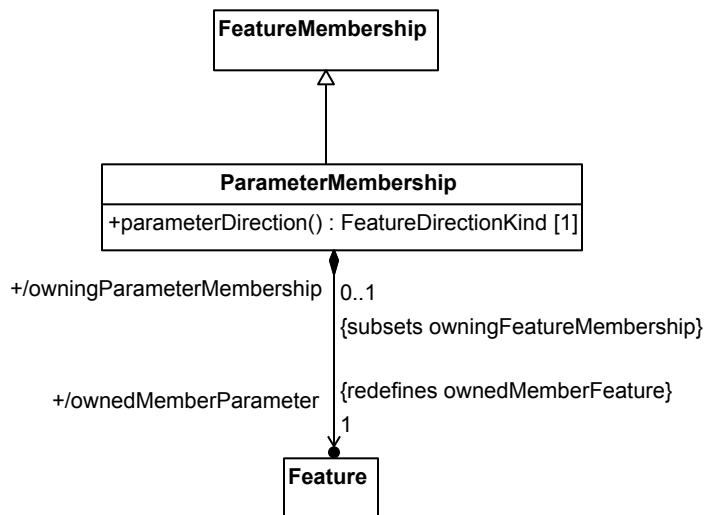 FeatureMembership
ParameterMembership
+parameterDirection() : FeatureDirectionKind [1]
+/owningParameterMembership
0..1
{subsets owningFeatureMembership}
+/ownedMemberParameter
{redefines ownedMemberFeature}
1
Feature